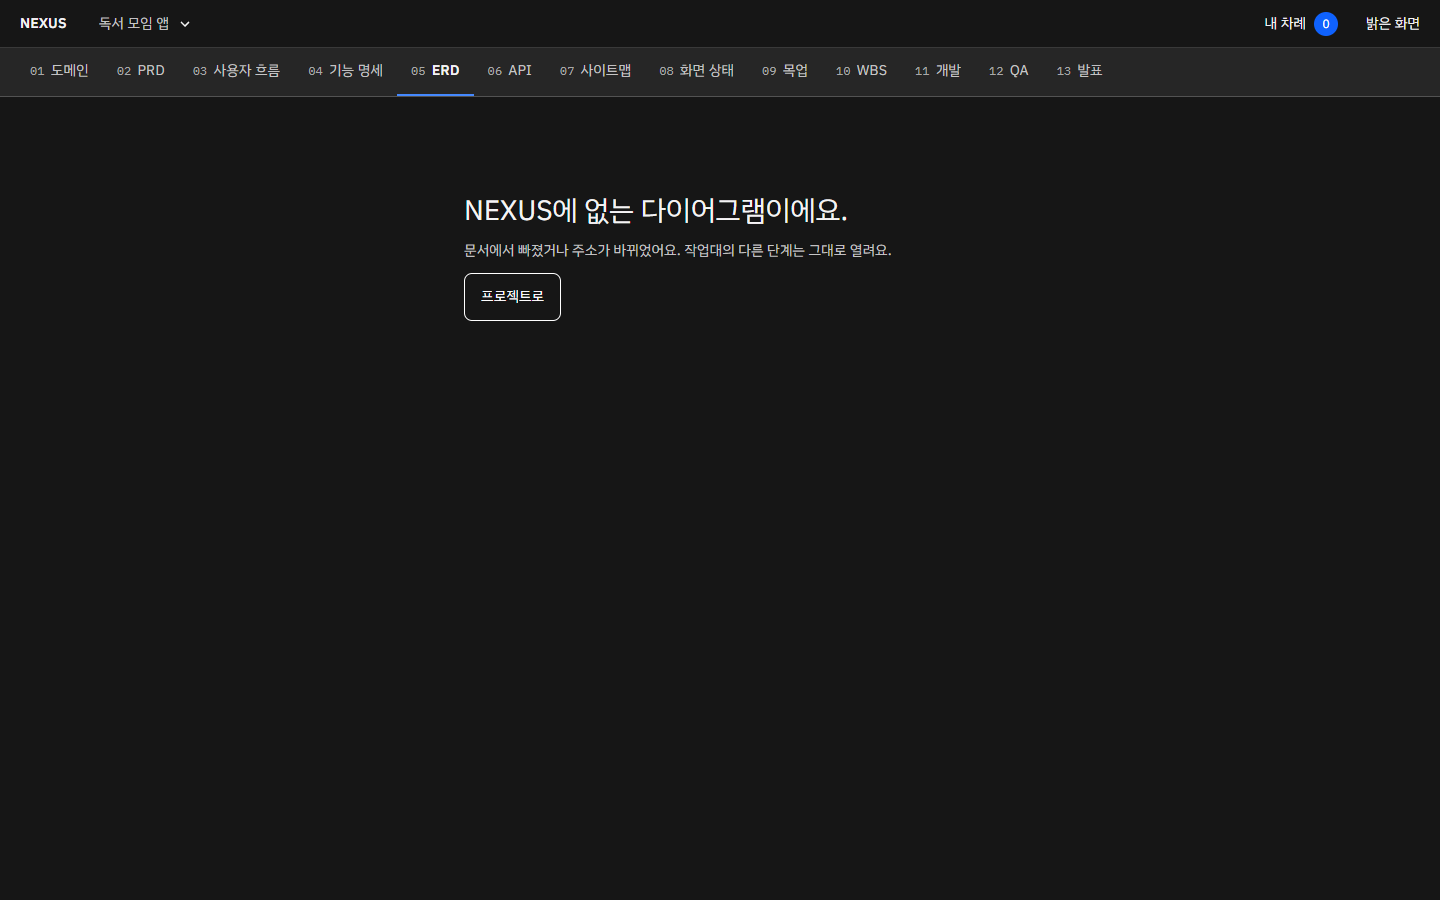 NEXUS 독서 모임 앱 내 차례 0 밝은 화면
01 도메인 02 PRD 03 사용자 흐름 04 기능 명세 05 ERD 06 API 07 사이트맵 08 화면 상태 09 목업 10 WBS 11 개발 12 QA 13 발표
NEXUS에 없는 다이어그램이에요.
문서에서 빠졌거나 주소가 바뀌었어요. 작업대의 다른 단계는 그대로 열려요.
프로젝트로